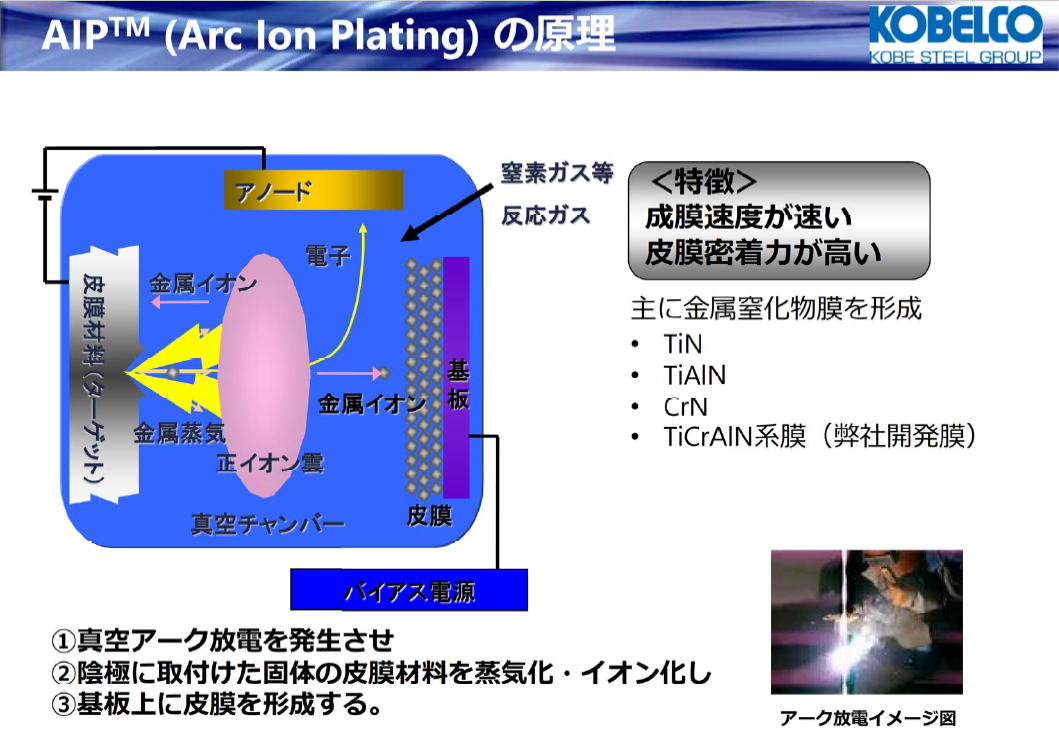 AIP™ (Arc Ion Plating) の原理
KOBELCO
KOBE STEEL GROUP
アノード
窒素ガス等
反応ガス
電子
金属イオン
皮膜材料(ターゲット)
金属イオン
基板
金属蒸気
正イオン雲
皮膜
真空チャンバー
バイアス電源
＜特徴＞
成膜速度が速い
皮膜密着力が高い
主に金属窒化物膜を形成
• TiN
• TiAlN
• CrN
• TiCrAlN系膜（弊社開発膜）
①真空アーク放電を発生させ
②陰極に取付けた固体の皮膜材料を蒸気化・イオン化し
③基板上に皮膜を形成する。
アーク放電イメージ図